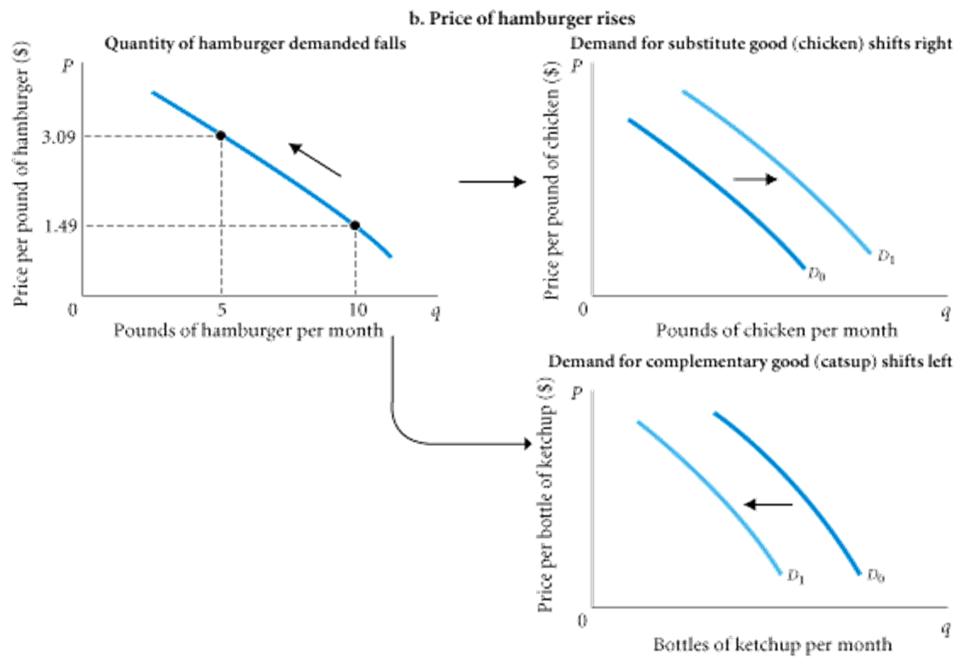 b. Price of hamburger rises
Quantity of hamburger demanded falls
Price per pound of hamburger ($)
P
3.09
1.49
0
5
10
q
Pounds of hamburger per month
Demand for substitute good (chicken) shifts right
Price per pound of chicken ($)
P
D1
D0
0
q
Pounds of chicken per month
Demand for complementary good (catsup) shifts left
Price per bottle of ketchup ($)
P
D1
D0
0
q
Bottles of ketchup per month